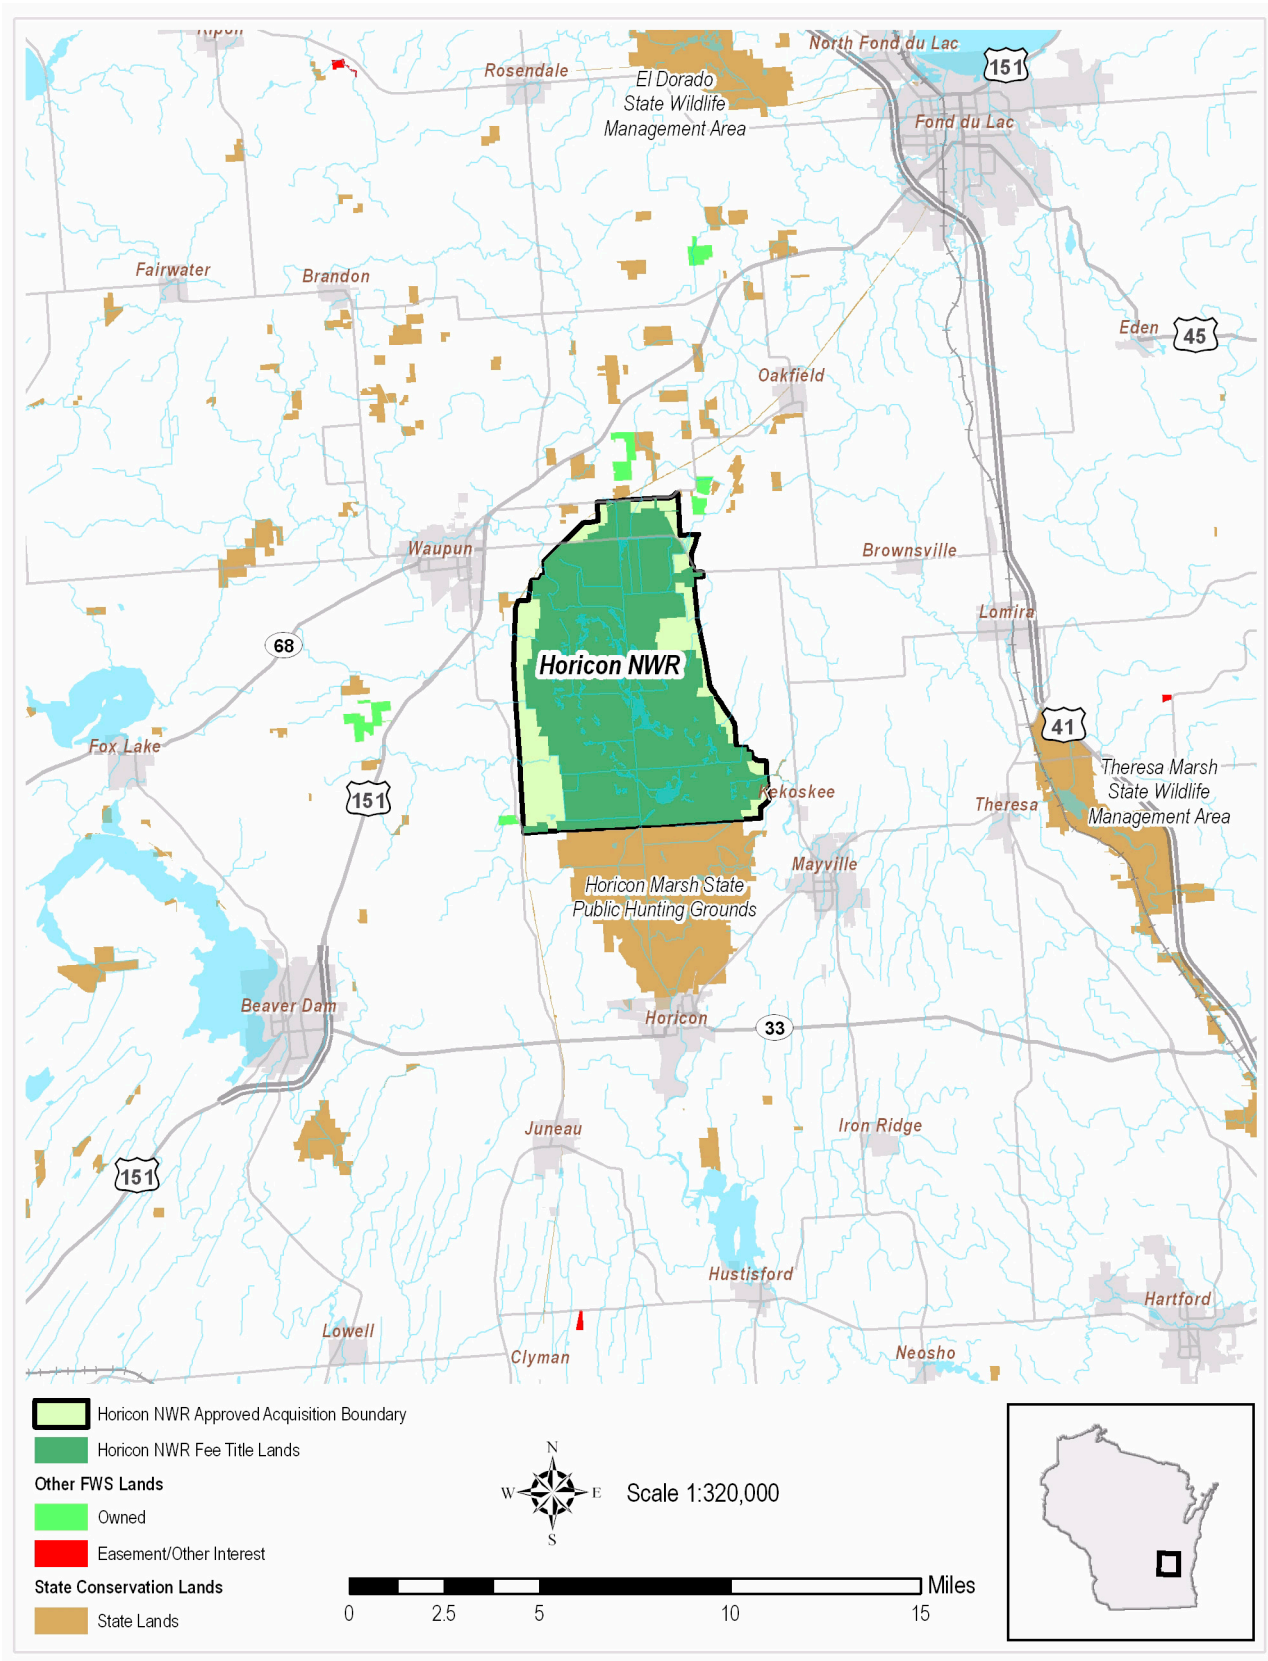 Ripon
North Fond du Lac
151
Rosendale
El Dorado
State Wildlife
Management Area
Fond du Lac
Fairwater
Brandon
Eden
45
Oakfield
Waupun
Brownsville
Lomira
68
Horicon NWR
41
Fox Lake
Theresa Marsh
State Wildlife
Management Area
151
Kekoskee
Theresa
Mayville
Horicon Marsh State
Public Hunting Grounds
Beaver Dam
Horicon
33
Juneau
Iron Ridge
151
Hustisford
Hartford
Lowell
Clyman
Neosho
Horicon NWR Approved Acquisition Boundary
Horicon NWR Fee Title Lands
Other FWS Lands
Owned
Easement/Other Interest
State Conservation Lands
State Lands
N
W E
S
Scale 1:320,000
Miles
0 2.5 5 10 15